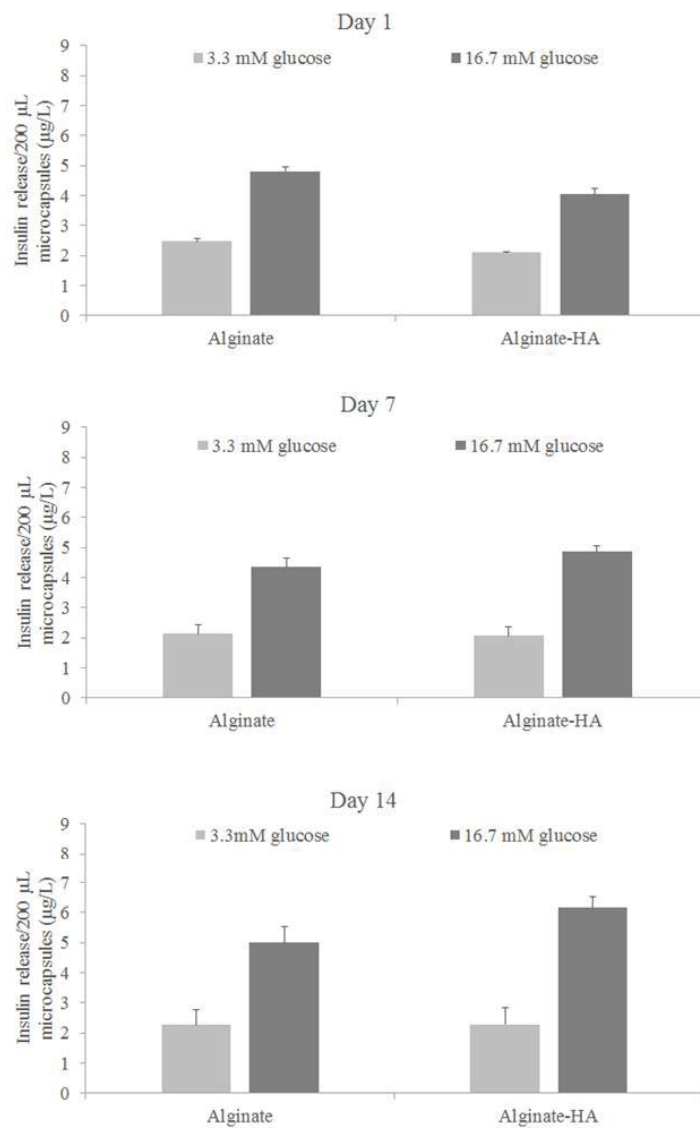 Day 1
3.3 mM glucose
16.7 mM glucose
Insulin release/200 µL
microcapsules (µg/L)
9
8
7
6
5
4
3
2
1
0
Alginate
Alginate-HA
Day 7
3.3 mM glucose
16.7 mM glucose
Insulin release/200 µL
microcapsules (µg/L)
9
8
7
6
5
4
3
2
1
0
Alginate
Alginate-HA
Day 14
3.3mM glucose
16.7 mM glucose
Insulin release/200 µL
microcapsules (µg/L)
9
8
7
6
5
4
3
2
1
0
Alginate
Alginate-HA